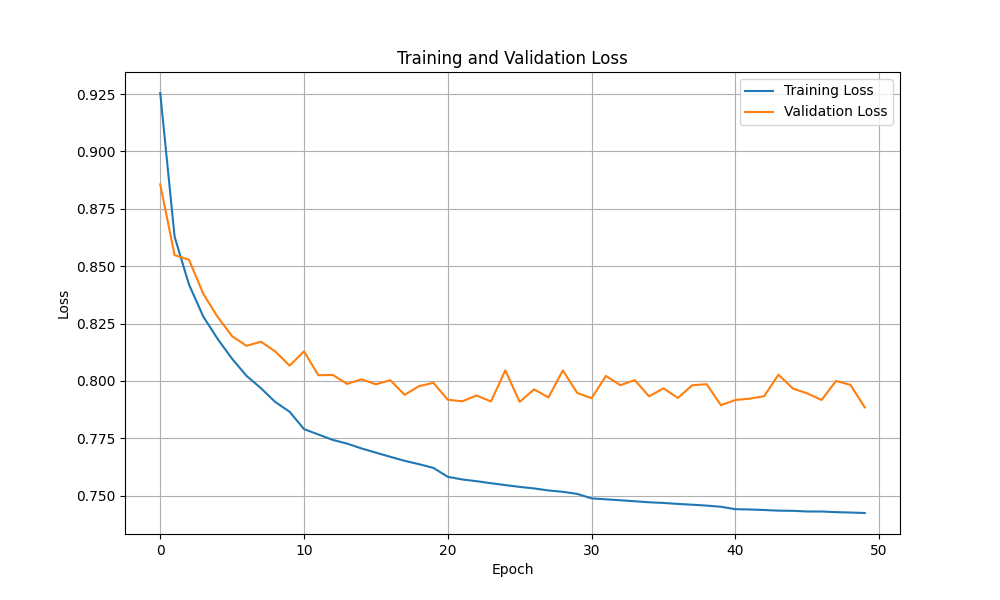 Training and Validation Loss
Training Loss
Validation Loss
0.925
0.900
0.875
0.850
0.825
0.800
0.775
0.750
Loss
0 10 20 30 40 50
Epoch